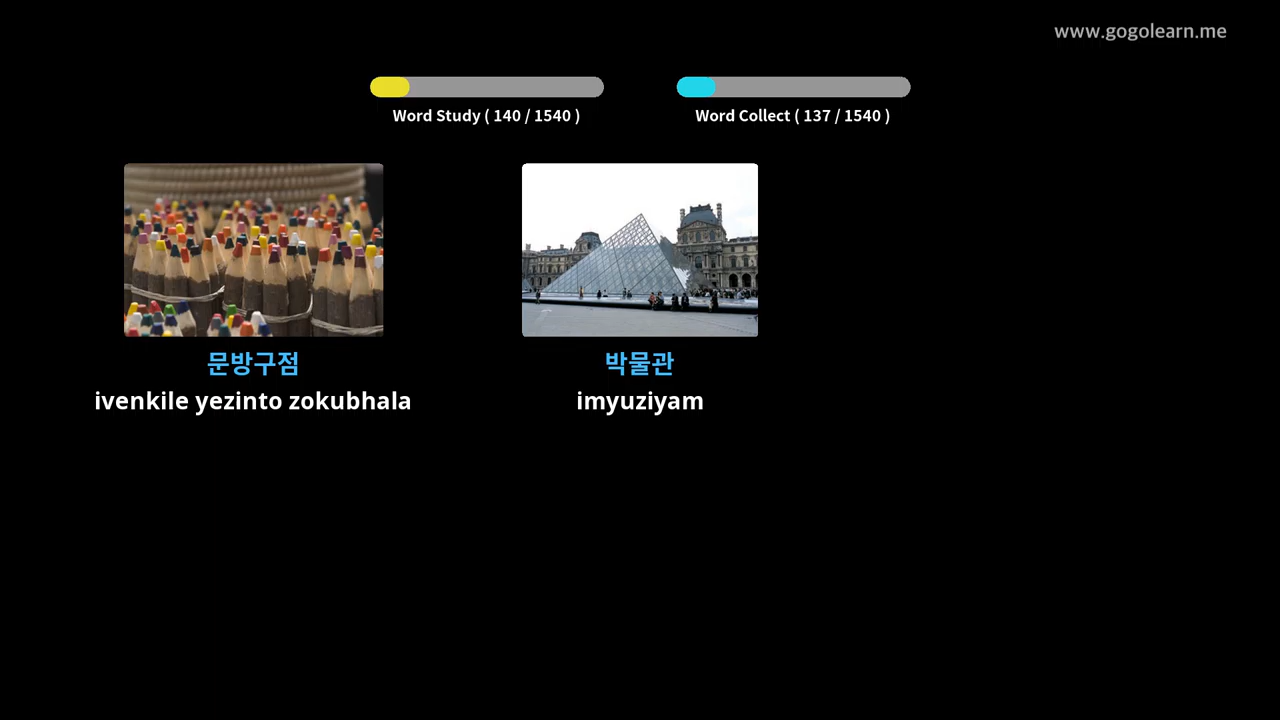 www.gogolearn.me
Word Study ( 140 / 1540 )
Word Collect ( 137 / 1540 )
문방구점
ivenkile yezinto zokubhala
박물관
imyuziyam